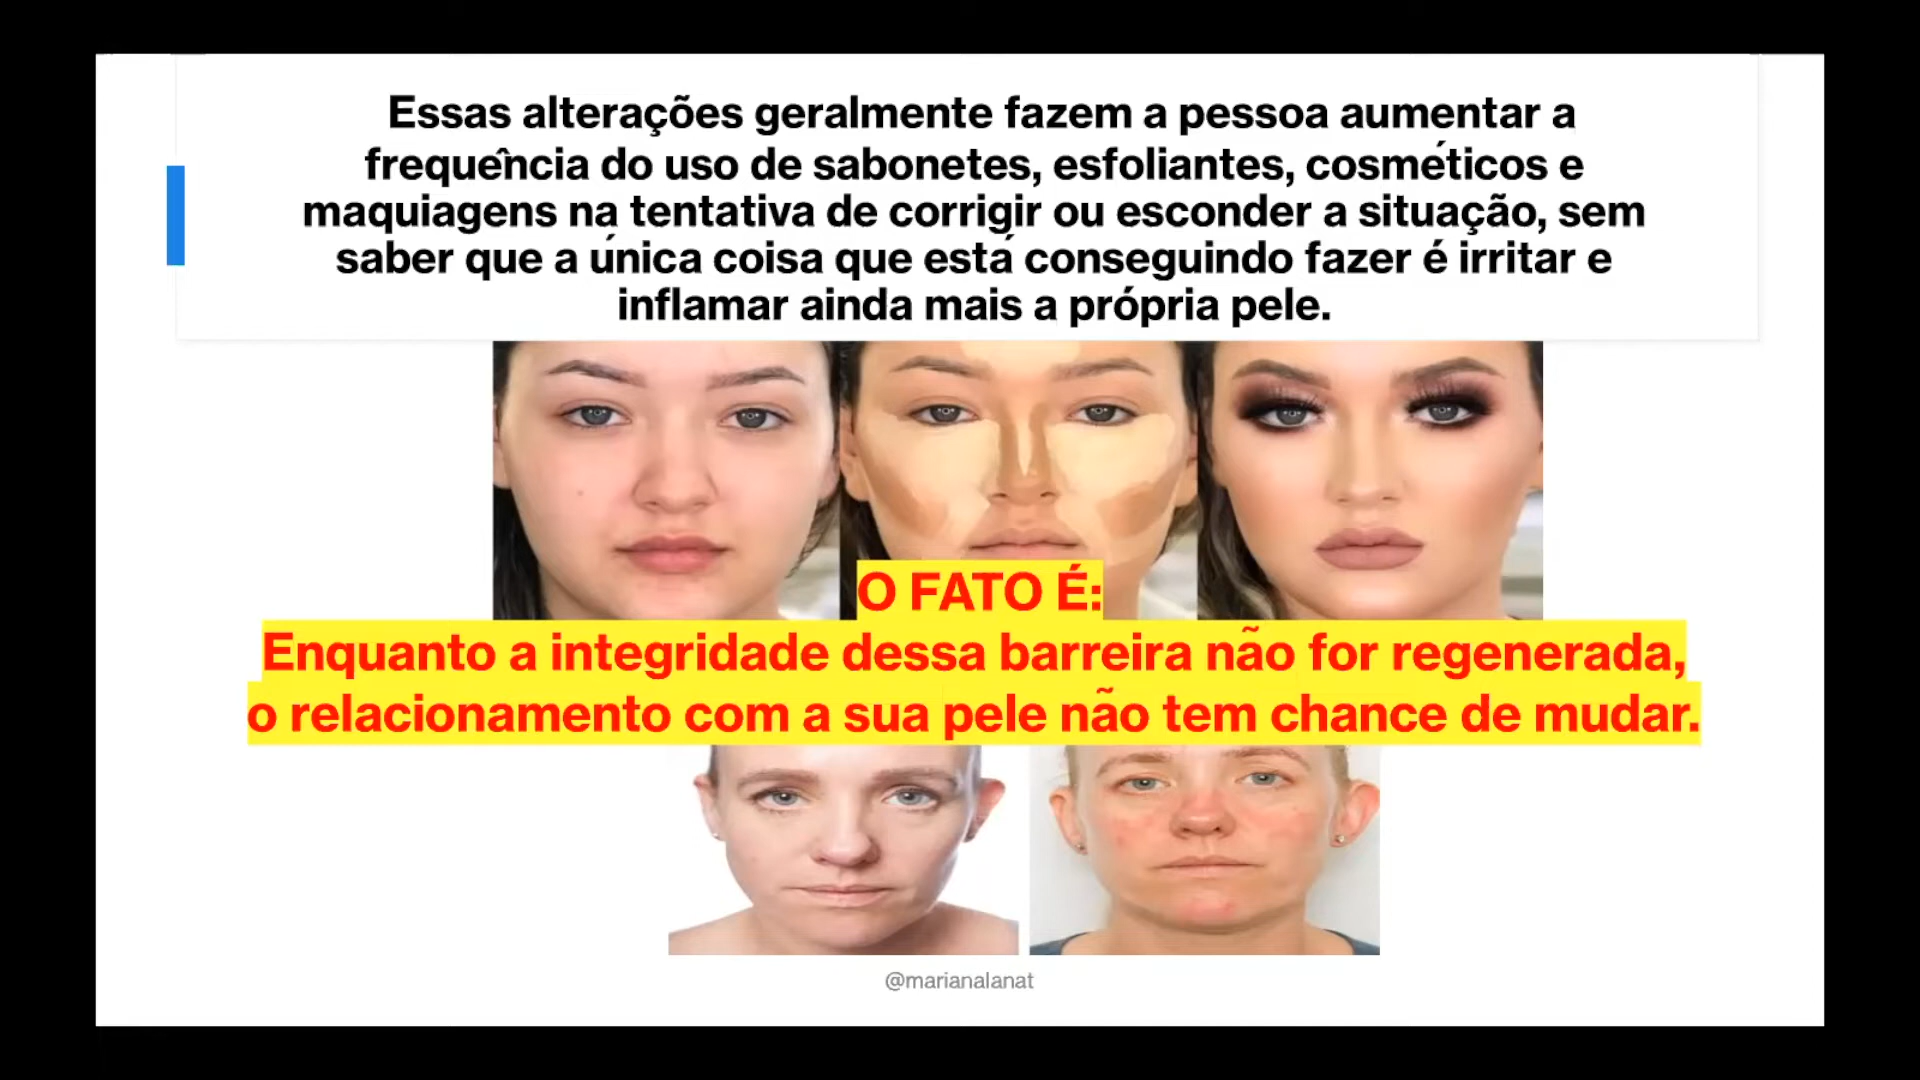 Essas alterações geralmente fazem a pessoa aumentar a
frequência do uso de sabonetes, esfoliantes, cosméticos e
maquiagens na tentativa de corrigir ou esconder a situação, sem
saber que a única coisa que está conseguindo fazer é irritar e
inflamar ainda mais a própria pele.
O FATO É:
Enquanto a integridade dessa barreira não for regenerada,
o relacionamento com a sua pele não tem chance de mudar.
@marianalanat